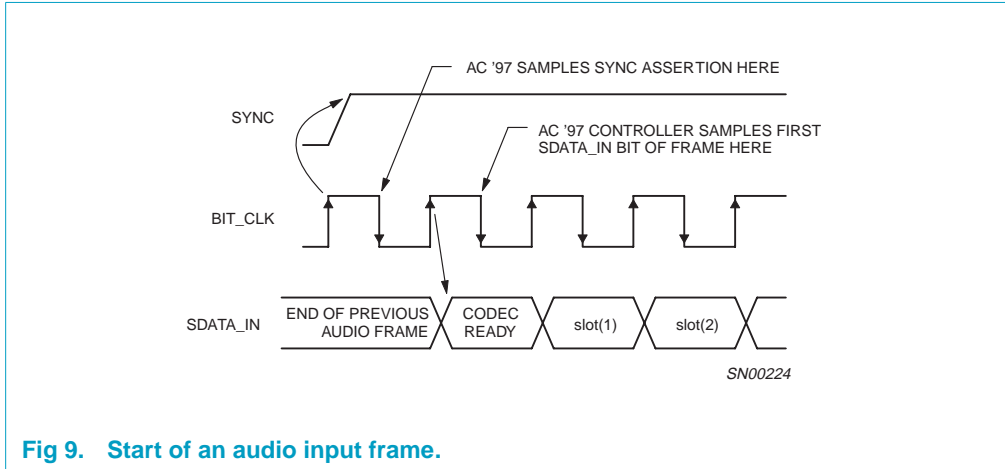 AC '97 SAMPLES SYNC ASSERTION HERE
SYNC
AC '97 CONTROLLER SAMPLES FIRST
SDATA_IN BIT OF FRAME HERE
BIT_CLK
SDATA_IN
END OF PREVIOUS
AUDIO FRAME
CODEC
READY
slot(1)
slot(2)
SN00224
Fig 9. Start of an audio input frame.